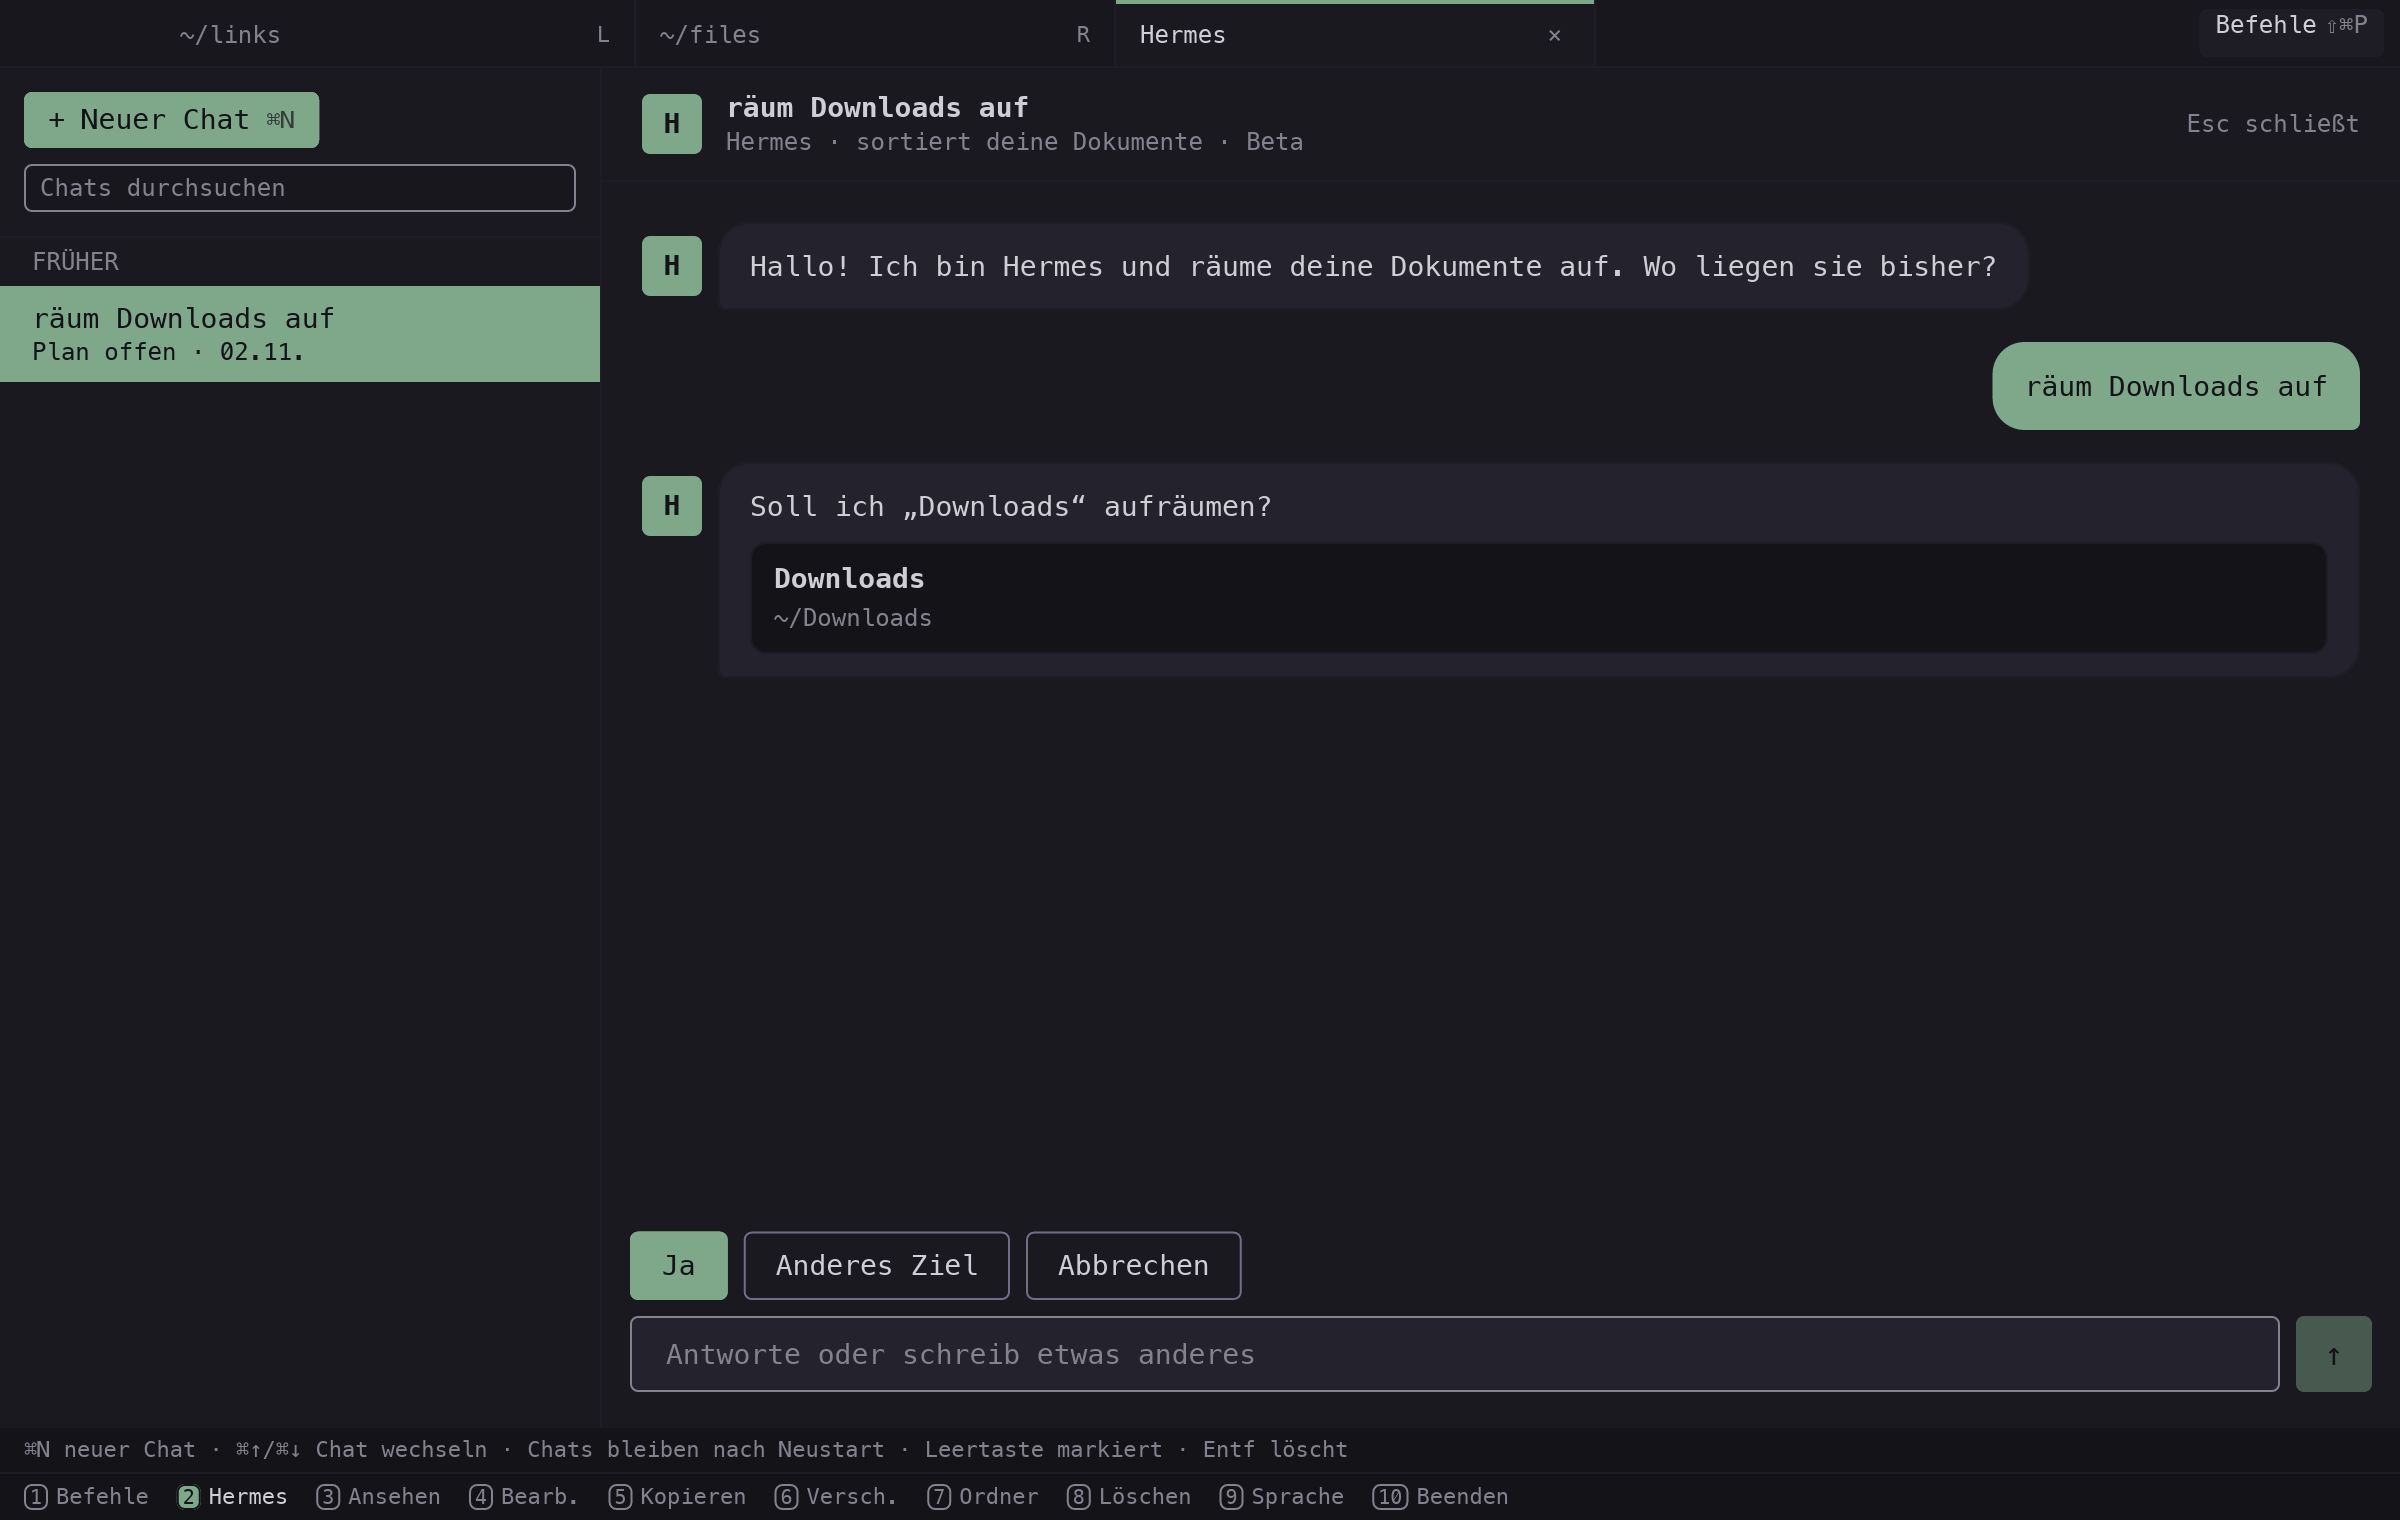 ~/links L ~/files R Hermes × Befehle ⇧⌘P
+ Neuer Chat ⌘N
Chats durchsuchen
FRÜHER
räum Downloads auf
Plan offen · 02.11.
H
räum Downloads auf
Hermes · sortiert deine Dokumente · Beta
Esc schließt
H
Hallo! Ich bin Hermes und räume deine Dokumente auf. Wo liegen sie bisher?
räum Downloads auf
H
Soll ich „Downloads“ aufräumen?
Downloads
~/Downloads
Ja Anderes Ziel Abbrechen
Antworte oder schreib etwas anderes ↑
⌘N neuer Chat · ⌘↑/⌘↓ Chat wechseln · Chats bleiben nach Neustart · Leertaste markiert · Entf löscht
1 Befehle 2 Hermes 3 Ansehen 4 Bearb. 5 Kopieren 6 Versch. 7 Ordner 8 Löschen 9 Sprache 10 Beenden